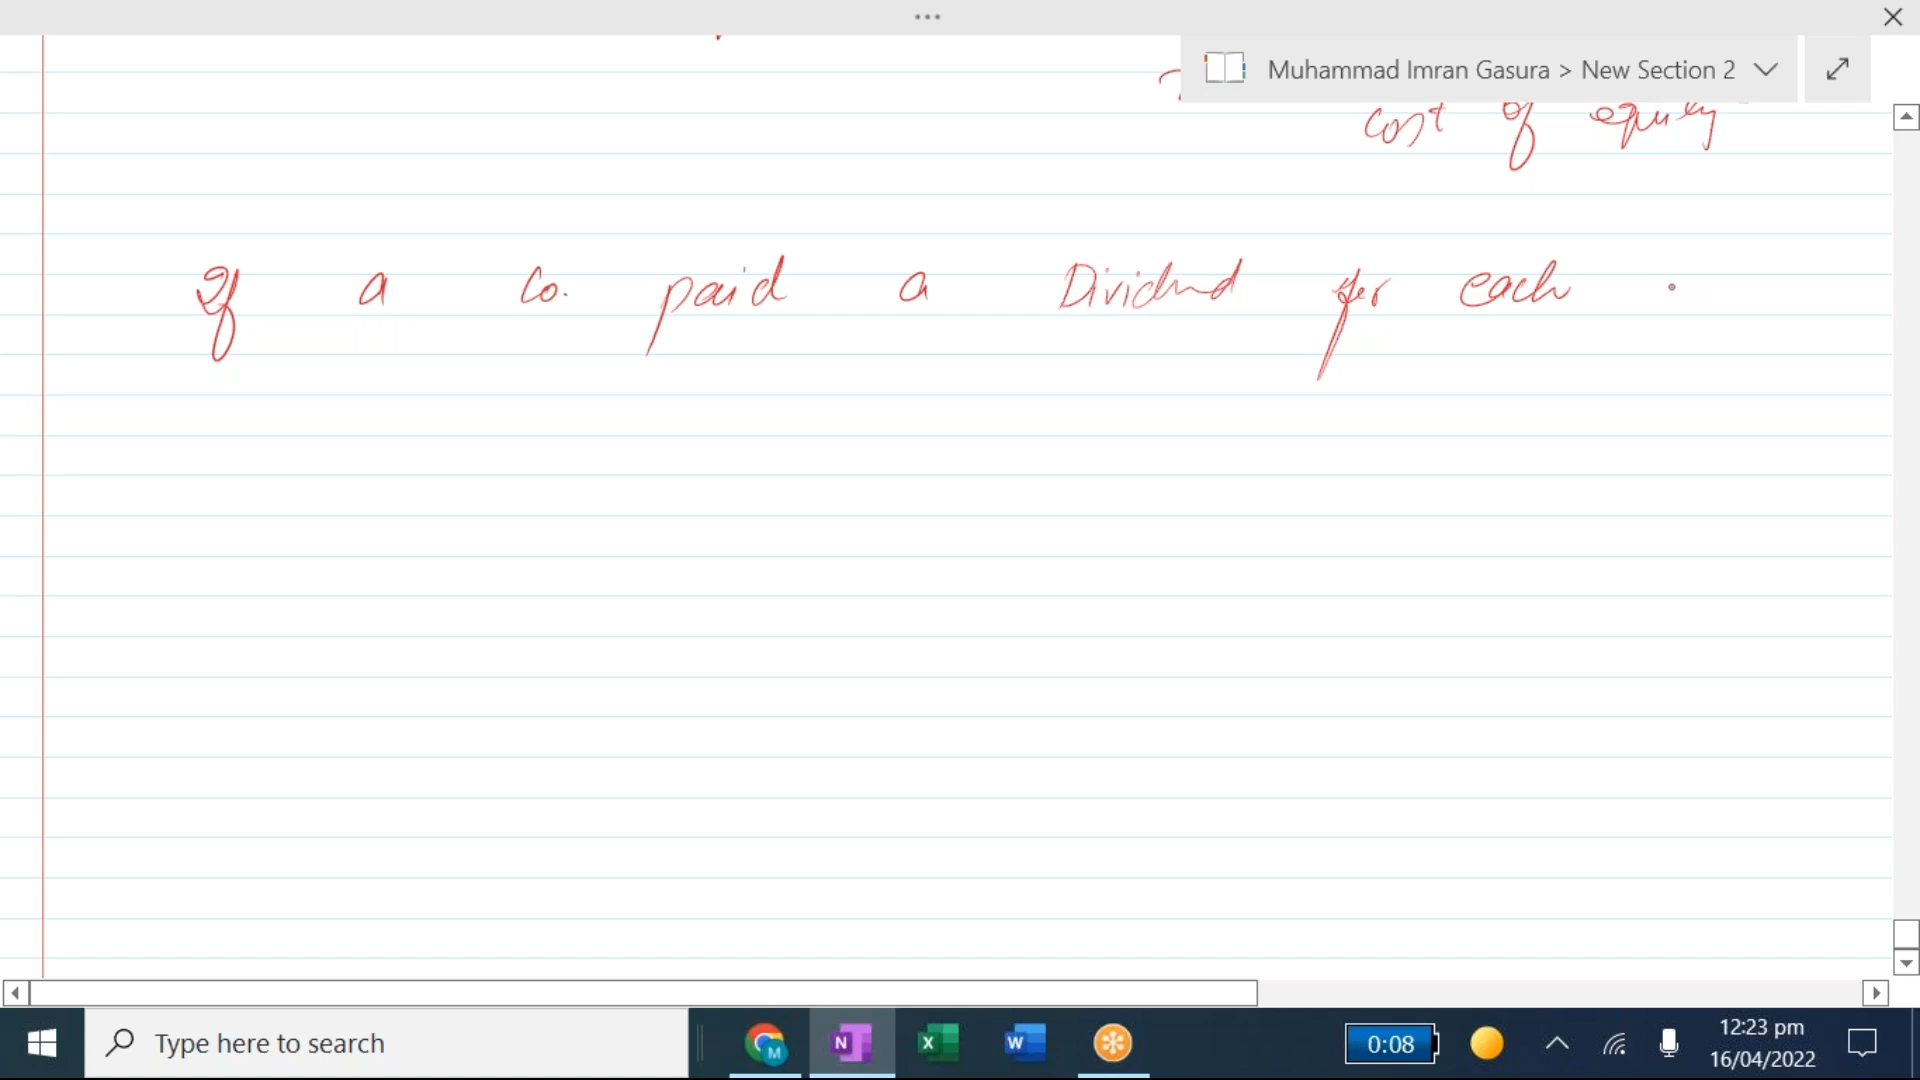 Muhammad Imran Gasura > New Section 2
cost of equity
If a Co. paid a Dividend for each
Type here to search
0:08
12:23 pm
16/04/2022